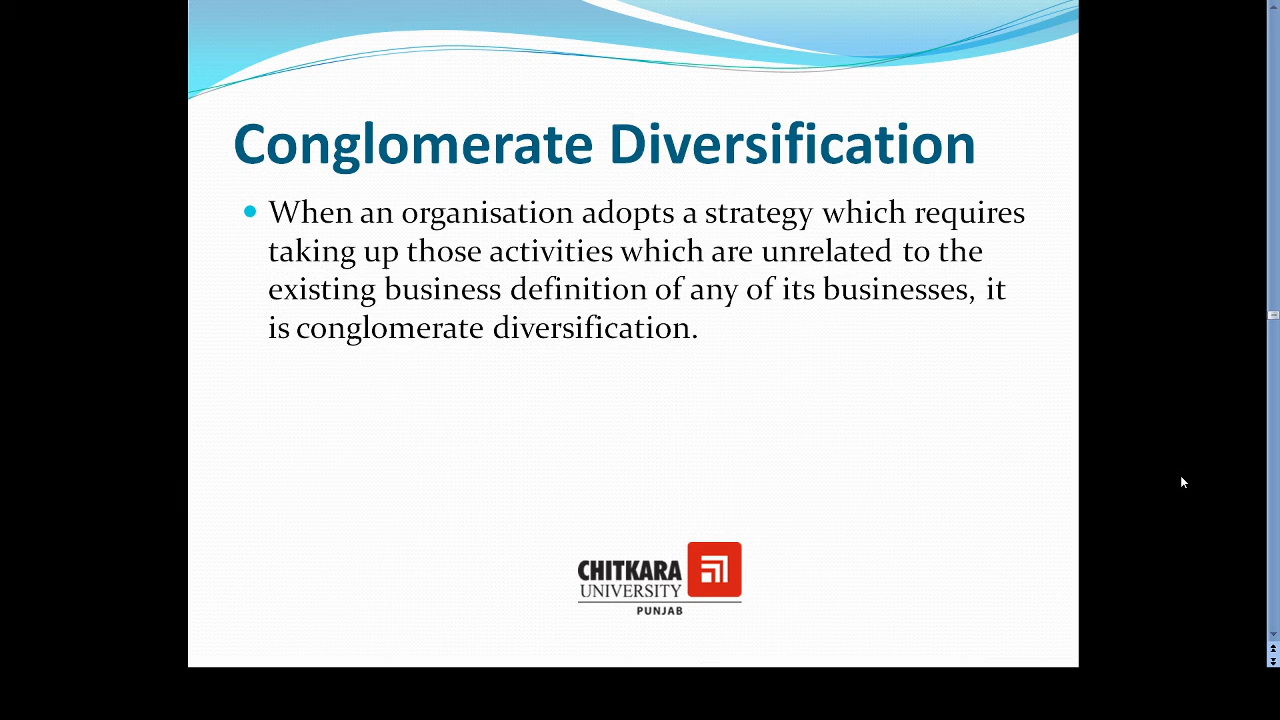 Conglomerate Diversification
When an organisation adopts a strategy which requires
taking up those activities which are unrelated to the
existing business definition of any of its businesses, it
is conglomerate diversification.
CHITKARA
UNIVERSITY
PUNJAB